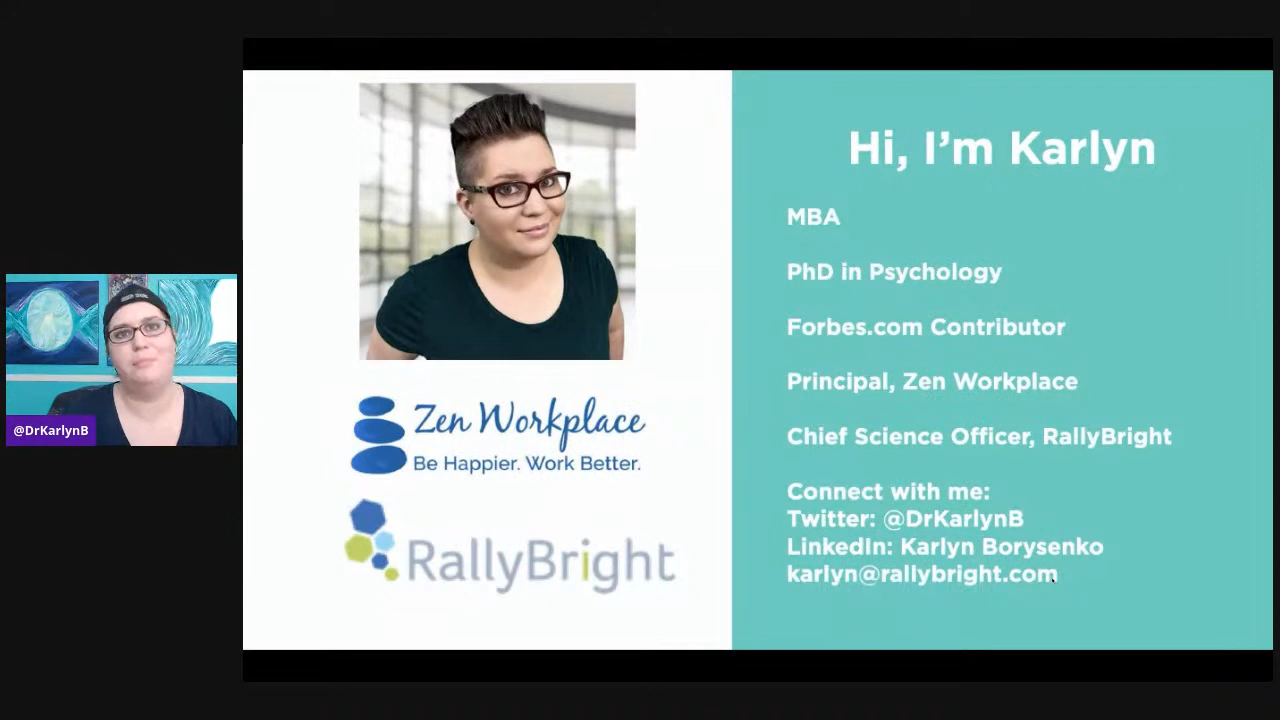 @DrKarlynB
Zen Workplace
Be Happier. Work Better.
RallyBright
Hi, I’m Karlyn
MBA
PhD in Psychology
Forbes.com Contributor
Principal, Zen Workplace
Chief Science Officer, RallyBright
Connect with me:
Twitter: @DrKarlynB
LinkedIn: Karlyn Borysenko
karlyn@rallybright.com